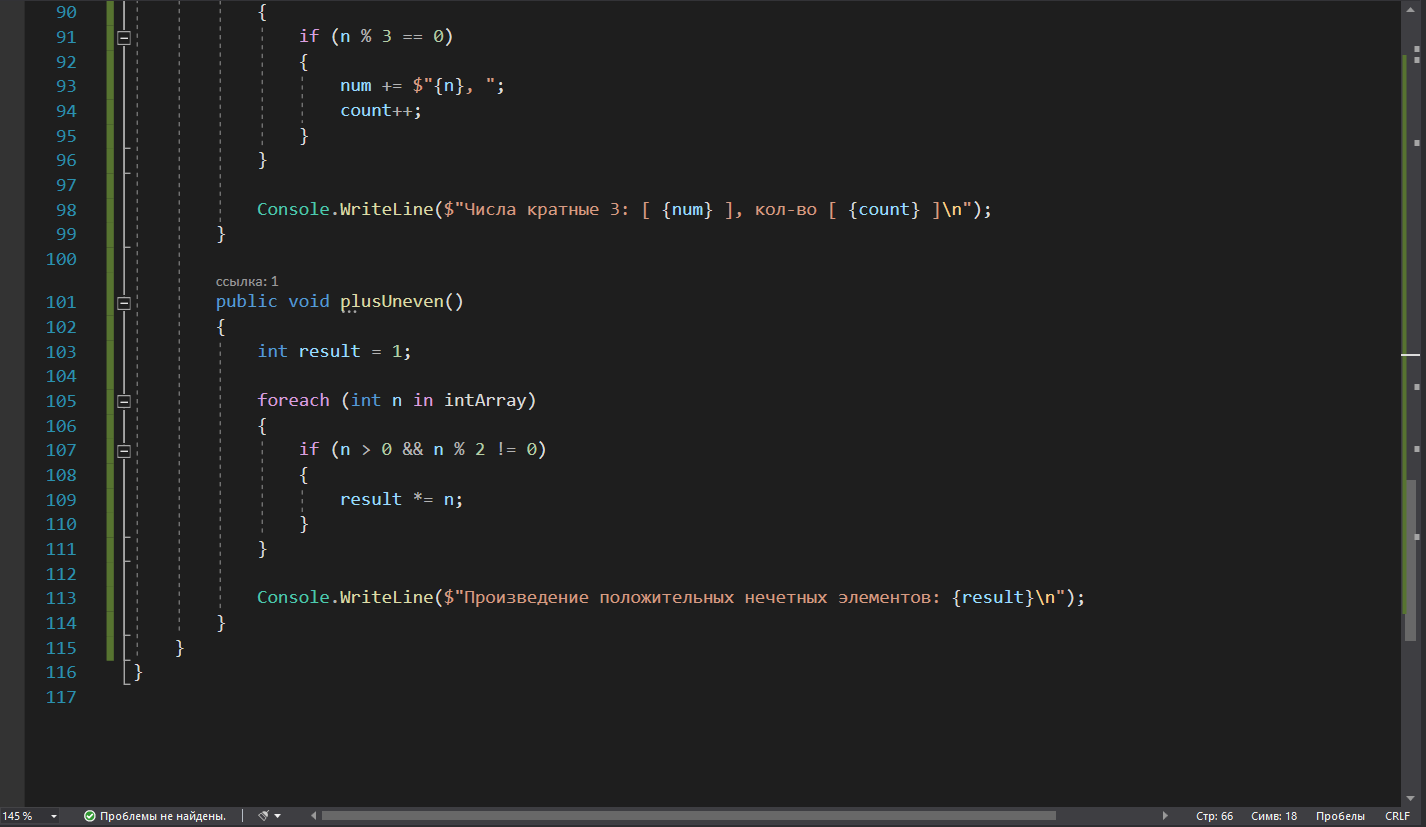 90 {
91 if (n % 3 == 0)
92 {
93 num += $"{n}, ";
94 count++;
95 }
96 }
97
98 Console.WriteLine($"Числа кратные 3: [ {num} ], кол-во [ {count} ]\n");
99 }
100
ссылка: 1
101 public void plusUneven()
102 {
103 int result = 1;
104
105 foreach (int n in intArray)
106 {
107 if (n > 0 && n % 2 != 0)
108 {
109 result *= n;
110 }
111 }
112
113 Console.WriteLine($"Произведение положительных нечетных элементов: {result}\n");
114 }
115 }
116 }
117
145 % Проблемы не найдены. Стр: 66 Симв: 18 Пробелы CRLF